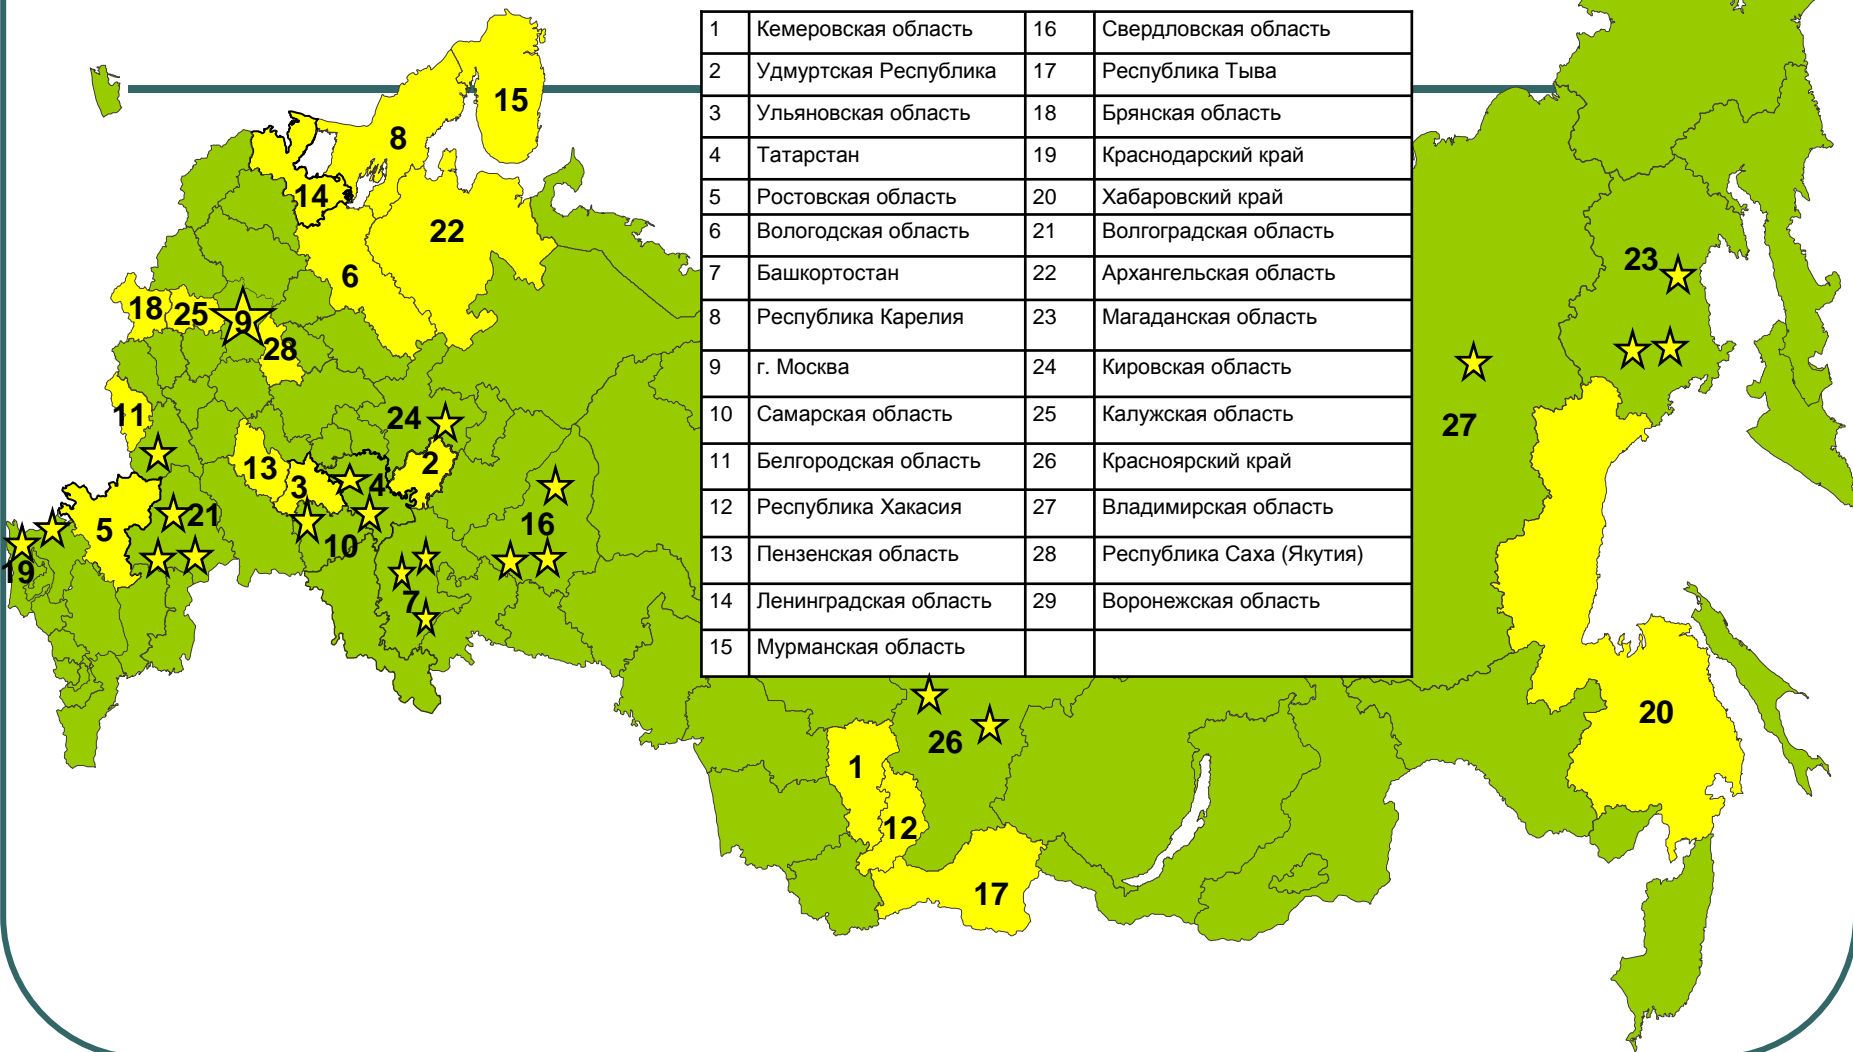 1 Кемеровская область 16 Свердловская область
2 Удмуртская Республика 17 Республика Тыва
3 Ульяновская область 18 Брянская область
4 Татарстан 19 Краснодарский край
5 Ростовская область 20 Хабаровский край
6 Вологодская область 21 Волгоградская область
7 Башкортостан 22 Архангельская область
8 Республика Карелия 23 Магаданская область
9 г. Москва 24 Кировская область
10 Самарская область 25 Калужская область
11 Белгородская область 26 Красноярский край
12 Республика Хакасия 27 Владимирская область
13 Пензенская область 28 Республика Саха (Якутия)
14 Ленинградская область 29 Воронежская область
15 Мурманская область
15
8
14
22
6
23
18 25 9
28
11
24
27
13 3 2
4
5 21 16
10
19
7
20
26
1
12
17